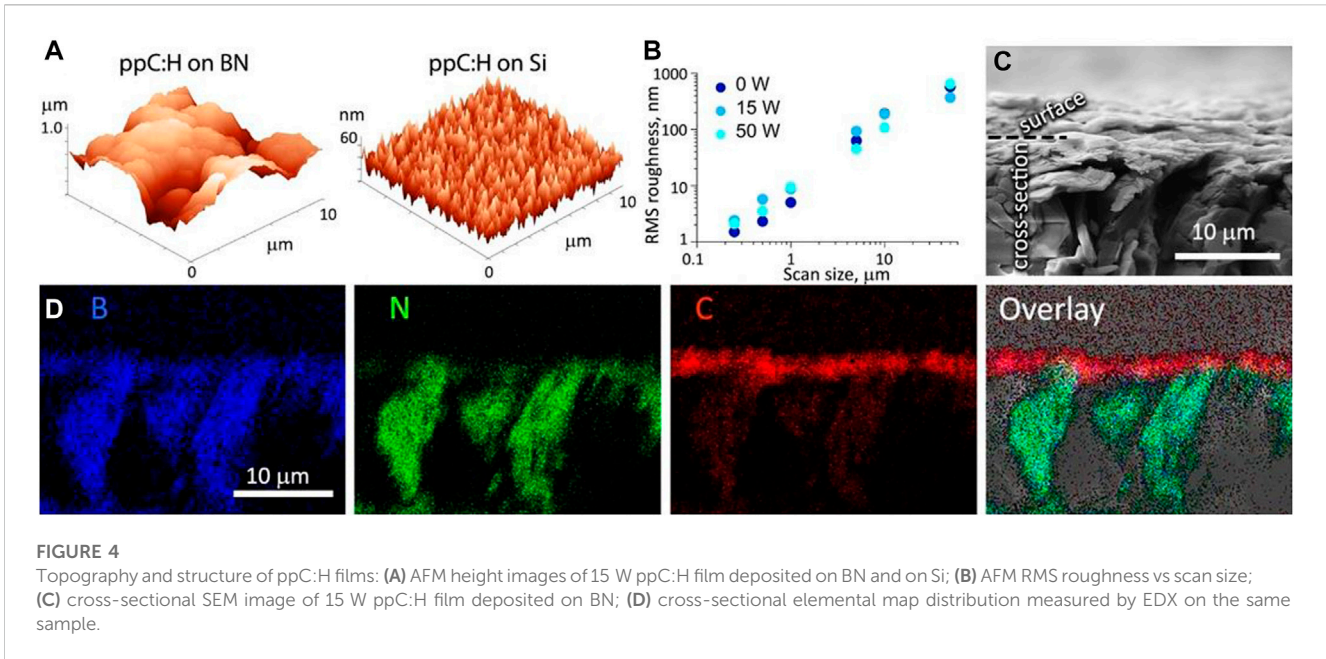 A
ppC:H on BN
μm
1.0
10
μm
0
ppC:H on Si
nm
60
10
μm
0
B
RMS roughness, nm
1000
100
10
1
0 W
15 W
50 W
0.1
1
10
Scan size, μm
C
surface
cross-section
10 μm
D
B
10 μm
N
C
Overlay
FIGURE 4
Topography and structure of ppC:H films: (A) AFM height images of 15 W ppC:H film deposited on BN and on Si; (B) AFM RMS roughness vs scan size;
(C) cross-sectional SEM image of 15 W ppC:H film deposited on BN; (D) cross-sectional elemental map distribution measured by EDX on the same
sample.